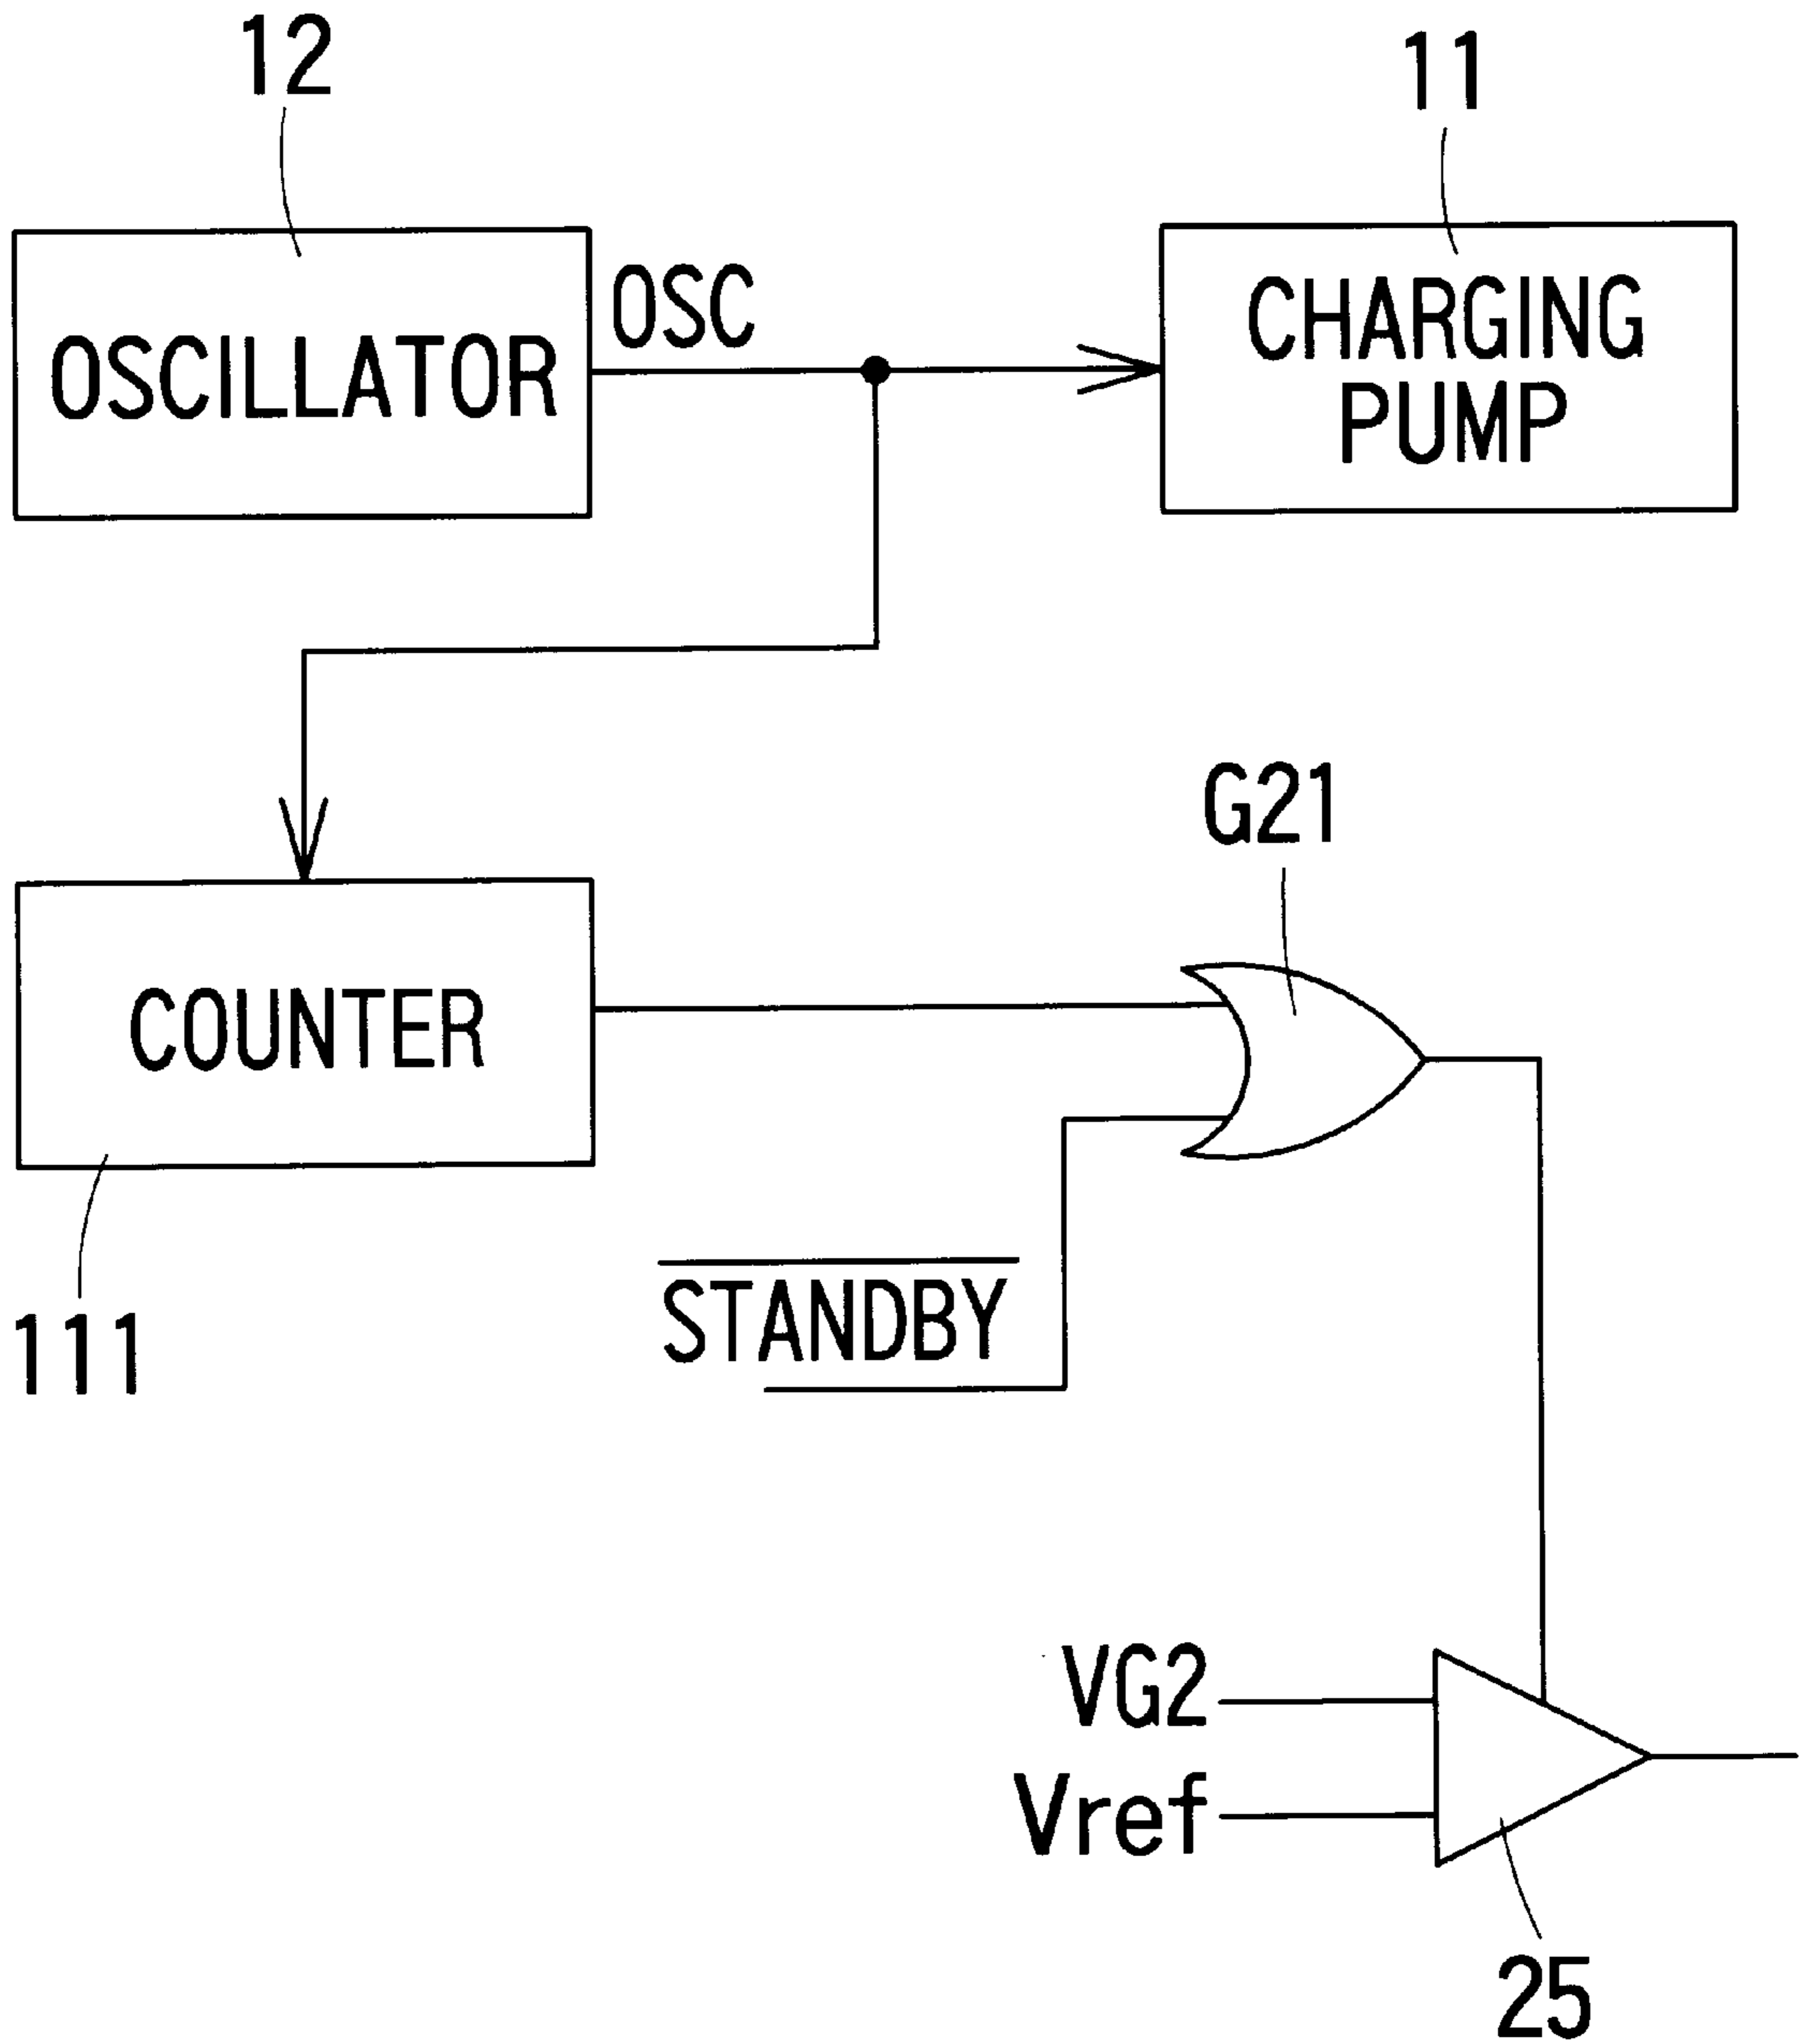 12
11
OSCILLATOR
OSC
CHARGING
PUMP
G21
COUNTER
111
STANDBY
VG2
Vref
25